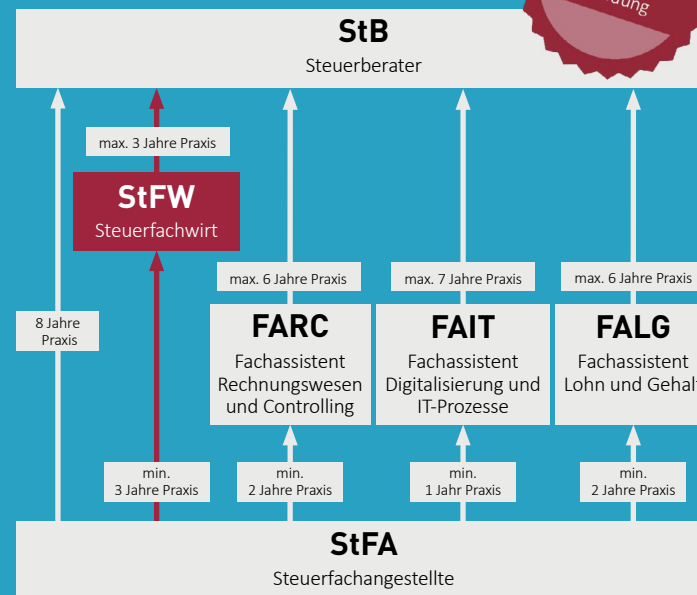 StB
Steuerberater
max. 3 Jahre Praxis
StFW
Steuerfachwirt
max. 6 Jahre Praxis
max. 7 Jahre Praxis
max. 6 Jahre Praxis
8 Jahre
Praxis
FARC
Fachassistent
Rechnungswesen
und Controlling
FAIT
Fachassistent
Digitalisierung und
IT-Prozesse
FALG
Fachassistent
Lohn und Gehalt
min.
3 Jahre Praxis
min.
2 Jahre Praxis
min.
1 Jahr Praxis
min.
2 Jahre Praxis
StFA
Steuerfachangestellte